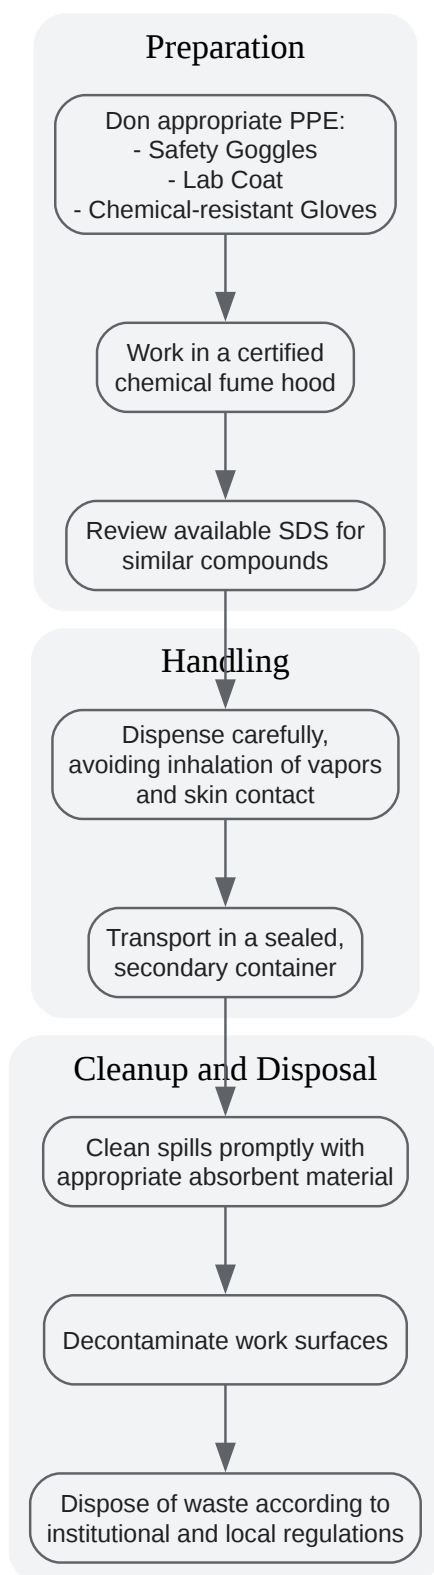 Preparation
Don appropriate PPE:
- Safety Goggles
- Lab Coat
- Chemical-resistant Gloves
Work in a certified
chemical fume hood
Review available SDS for
similar compounds
Handling
Dispense carefully,
avoiding inhalation of vapors
and skin contact
Transport in a sealed,
secondary container
Cleanup and Disposal
Clean spills promptly with
appropriate absorbent material
Decontaminate work surfaces
Dispose of waste according to
institutional and local regulations